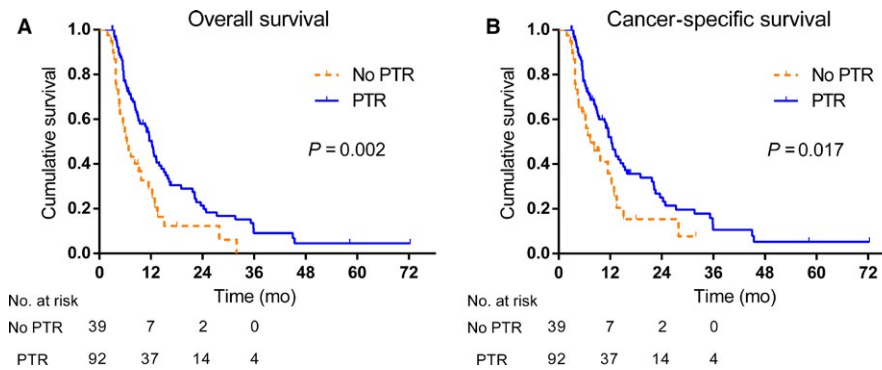 A
Overall survival
Cumulative survival
1.0
0.8
0.6
0.4
0.2
0.0
No PTR
PTR
P = 0.002
0 12 24 36 48 60 72
Time (mo)
No. at risk
No PTR 39 7 2 0
PTR 92 37 14 4
B
Cancer-specific survival
Cumulative survival
1.0
0.8
0.6
0.4
0.2
0.0
No PTR
PTR
P = 0.017
0 12 24 36 48 60 72
Time (mo)
No. at risk
No PTR 39 7 2 0
PTR 92 37 14 4